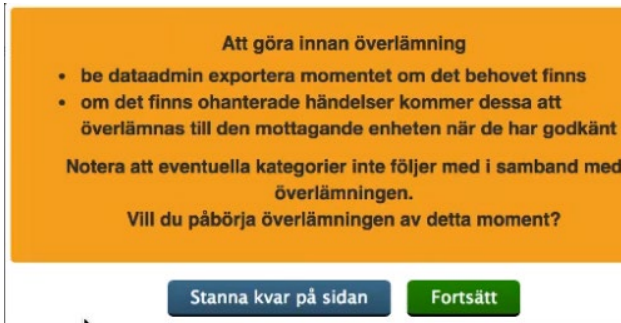 Att göra innan överlämning
• be dataadmin exportera momentet om det behovet finns
• om det finns ohanterade händelser kommer dessa att
överlämnas till den mottagande enheten när de har godkänt
Notera att eventuella kategorier inte följer med i samband med
överlämningen.
Vill du påbörja överlämningen av detta moment?
Stanna kvar på sidan Fortsätt